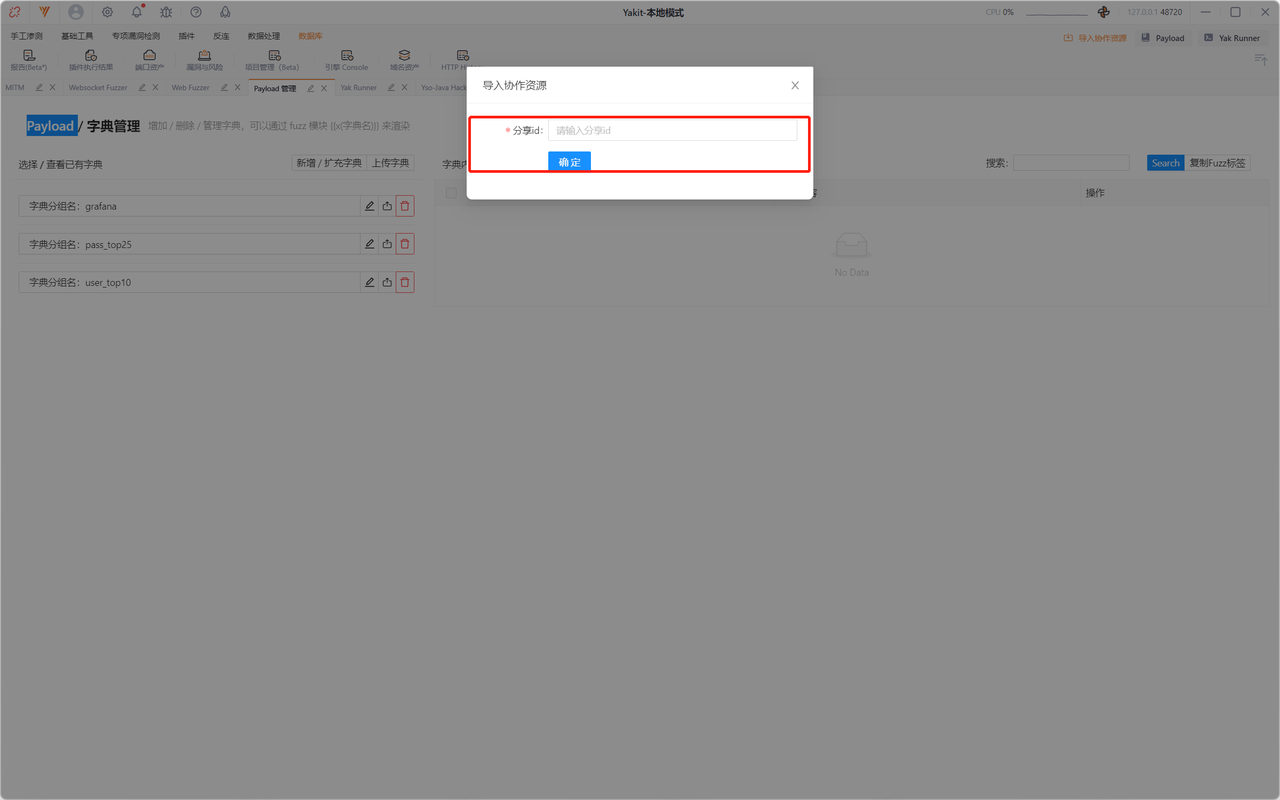 Yakit-本地模式
CPU 0%
127.0.0.1:48720
手工渗测 基础工具 专项漏洞检测 插件 反连 数据处理 数据库
导入协作资源 Payload Yak Runner
报告(Beta*) 插件执行结果 端口资产 漏洞与风险 项目管理 (Beta) 引擎 Console 域名资产 HTTP H
MITM Websocket Fuzzer Web Fuzzer Payload 管理 Yak Runner Yso-Java Hack
导入协作资源
* 分享id: 请输入分享id
确 定
Payload / 字典管理 增加 / 删除 / 管理字典，可以通过 fuzz 模块 {{x(字典名)}} 来渲染
选择 / 查看已有字典 新增 / 扩充字典 上传字典
字典内
搜索: Search 复制Fuzz标签
操作
字典分组名：grafana
字典分组名：pass_top25
字典分组名：user_top10
No Data